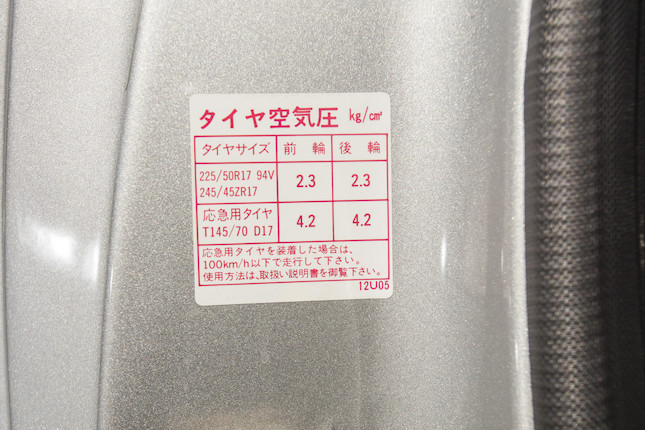 タイヤ空気圧 kg/cm²
タイヤサイズ 前輪 後輪
225/50R17 94V
245/45ZR17
2.3 2.3
応急用タイヤ
T145/70 D17
4.2 4.2
応急用タイヤを装着した場合は、
100km/h以下で走行して下さい。
使用方法は、取扱い説明書を御覧下さい。
12U05